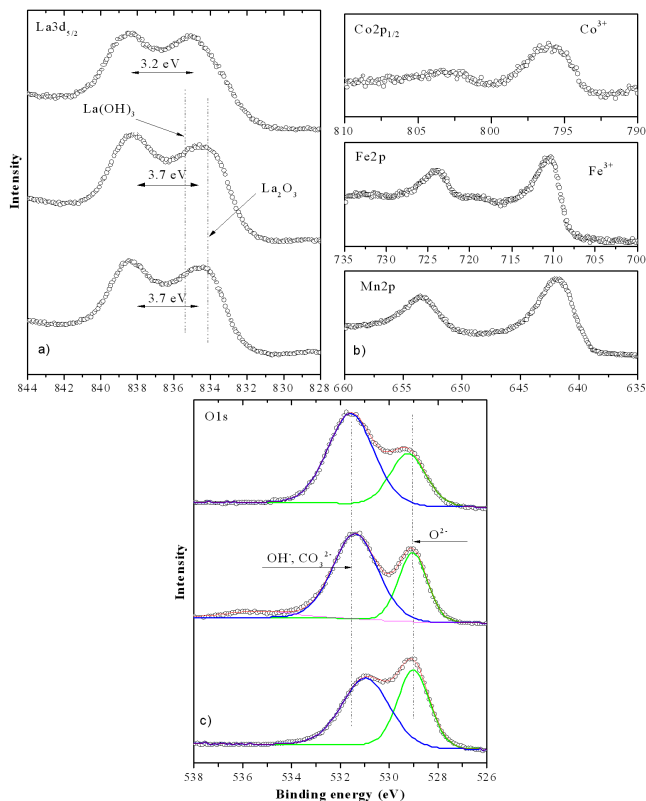 La3d5/2
3.2 eV
La(OH)3
3.7 eV
La2O3
3.7 eV
a)
Intensity
844 842 840 838 836 834 832 830 828
Co2p1/2 Co3+
810 805 800 795 790
Fe2p Fe3+
735 730 725 720 715 710 705 700
Mn2p
b)
660 655 650 645 640 635
O1s
O2-
OH-, CO32-
Intensity
c)
538 536 534 532 530 528 526
Binding energy (eV)